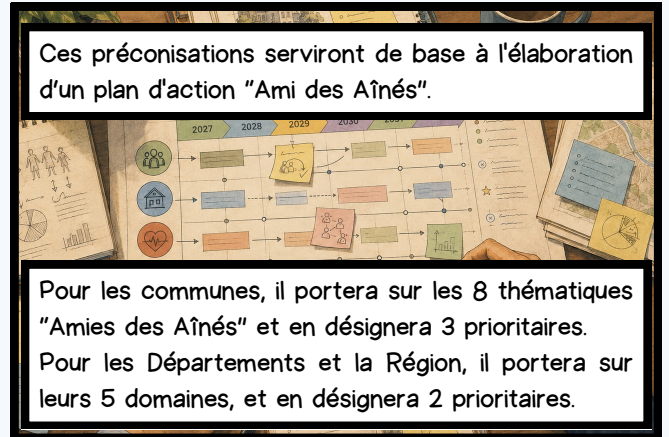 Ces préconisations serviront de base à l'élaboration
d'un plan d'action "Ami des Aînés".
2027 2028 2029 2030
Pour les communes, il portera sur les 8 thématiques
"Amies des Aînés" et en désignera 3 prioritaires.
Pour les Départements et la Région, il portera sur
leurs 5 domaines, et en désignera 2 prioritaires.